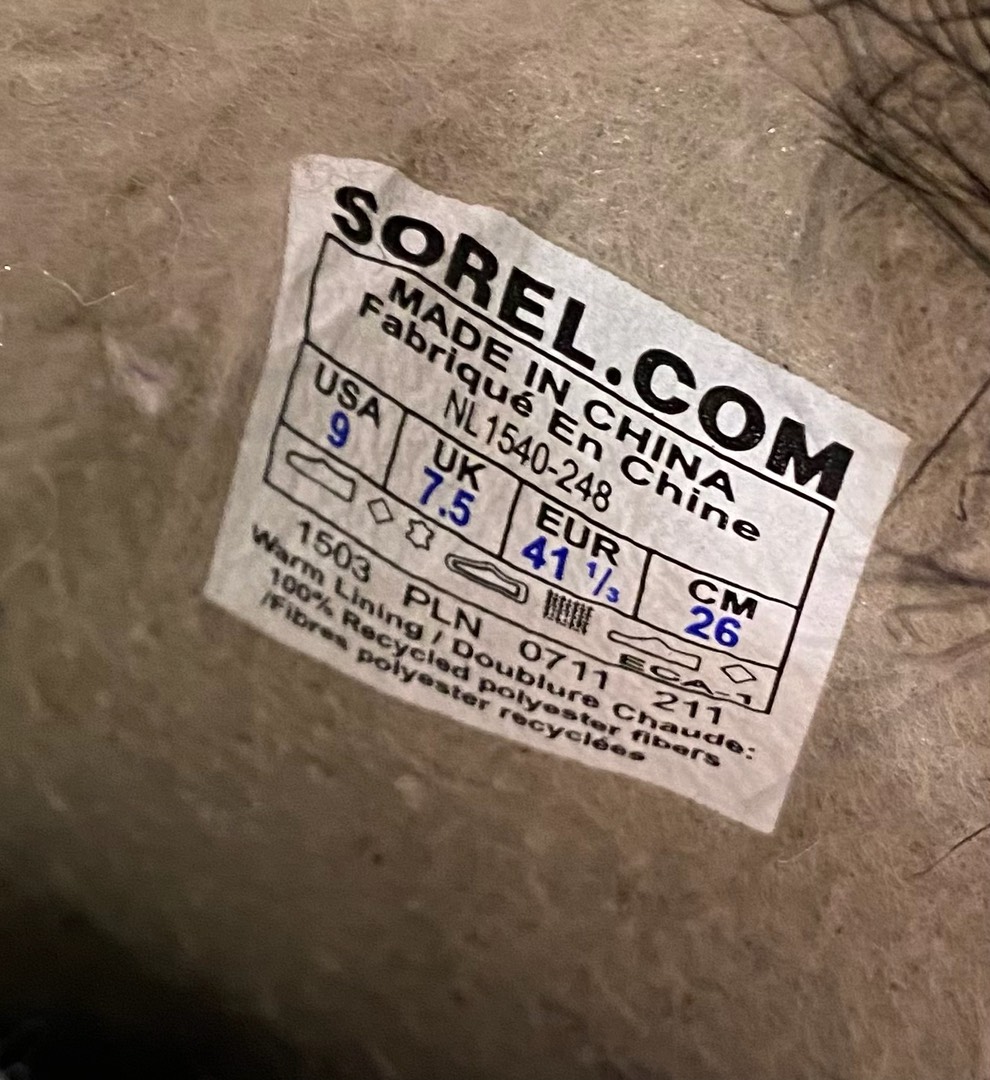 SOREL.COM
MADE IN CHINA
Fabriqué En Chine
NL1540-248
USA UK EUR CM
9 7.5 41 1/3 26
ECA-1
1503 PLN 0711 211
Warm Lining / Doublure Chaude:
100% Recycled polyester fibers
/Fibres polyester recyclées
polyester recyclées